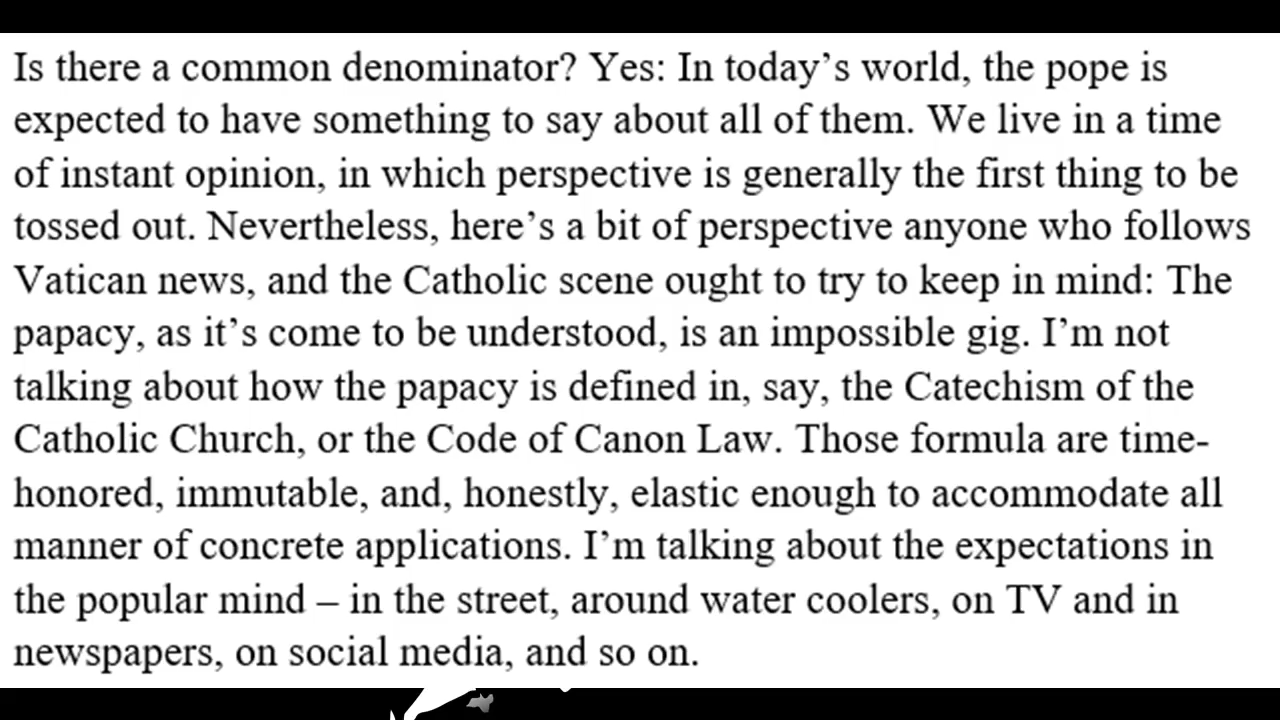 Is there a common denominator? Yes: In today’s world, the pope is
expected to have something to say about all of them. We live in a time
of instant opinion, in which perspective is generally the first thing to be
tossed out. Nevertheless, here’s a bit of perspective anyone who follows
Vatican news, and the Catholic scene ought to try to keep in mind: The
papacy, as it’s come to be understood, is an impossible gig. I’m not
talking about how the papacy is defined in, say, the Catechism of the
Catholic Church, or the Code of Canon Law. Those formula are time-
honored, immutable, and, honestly, elastic enough to accommodate all
manner of concrete applications. I’m talking about the expectations in
the popular mind – in the street, around water coolers, on TV and in
newspapers, on social media, and so on.